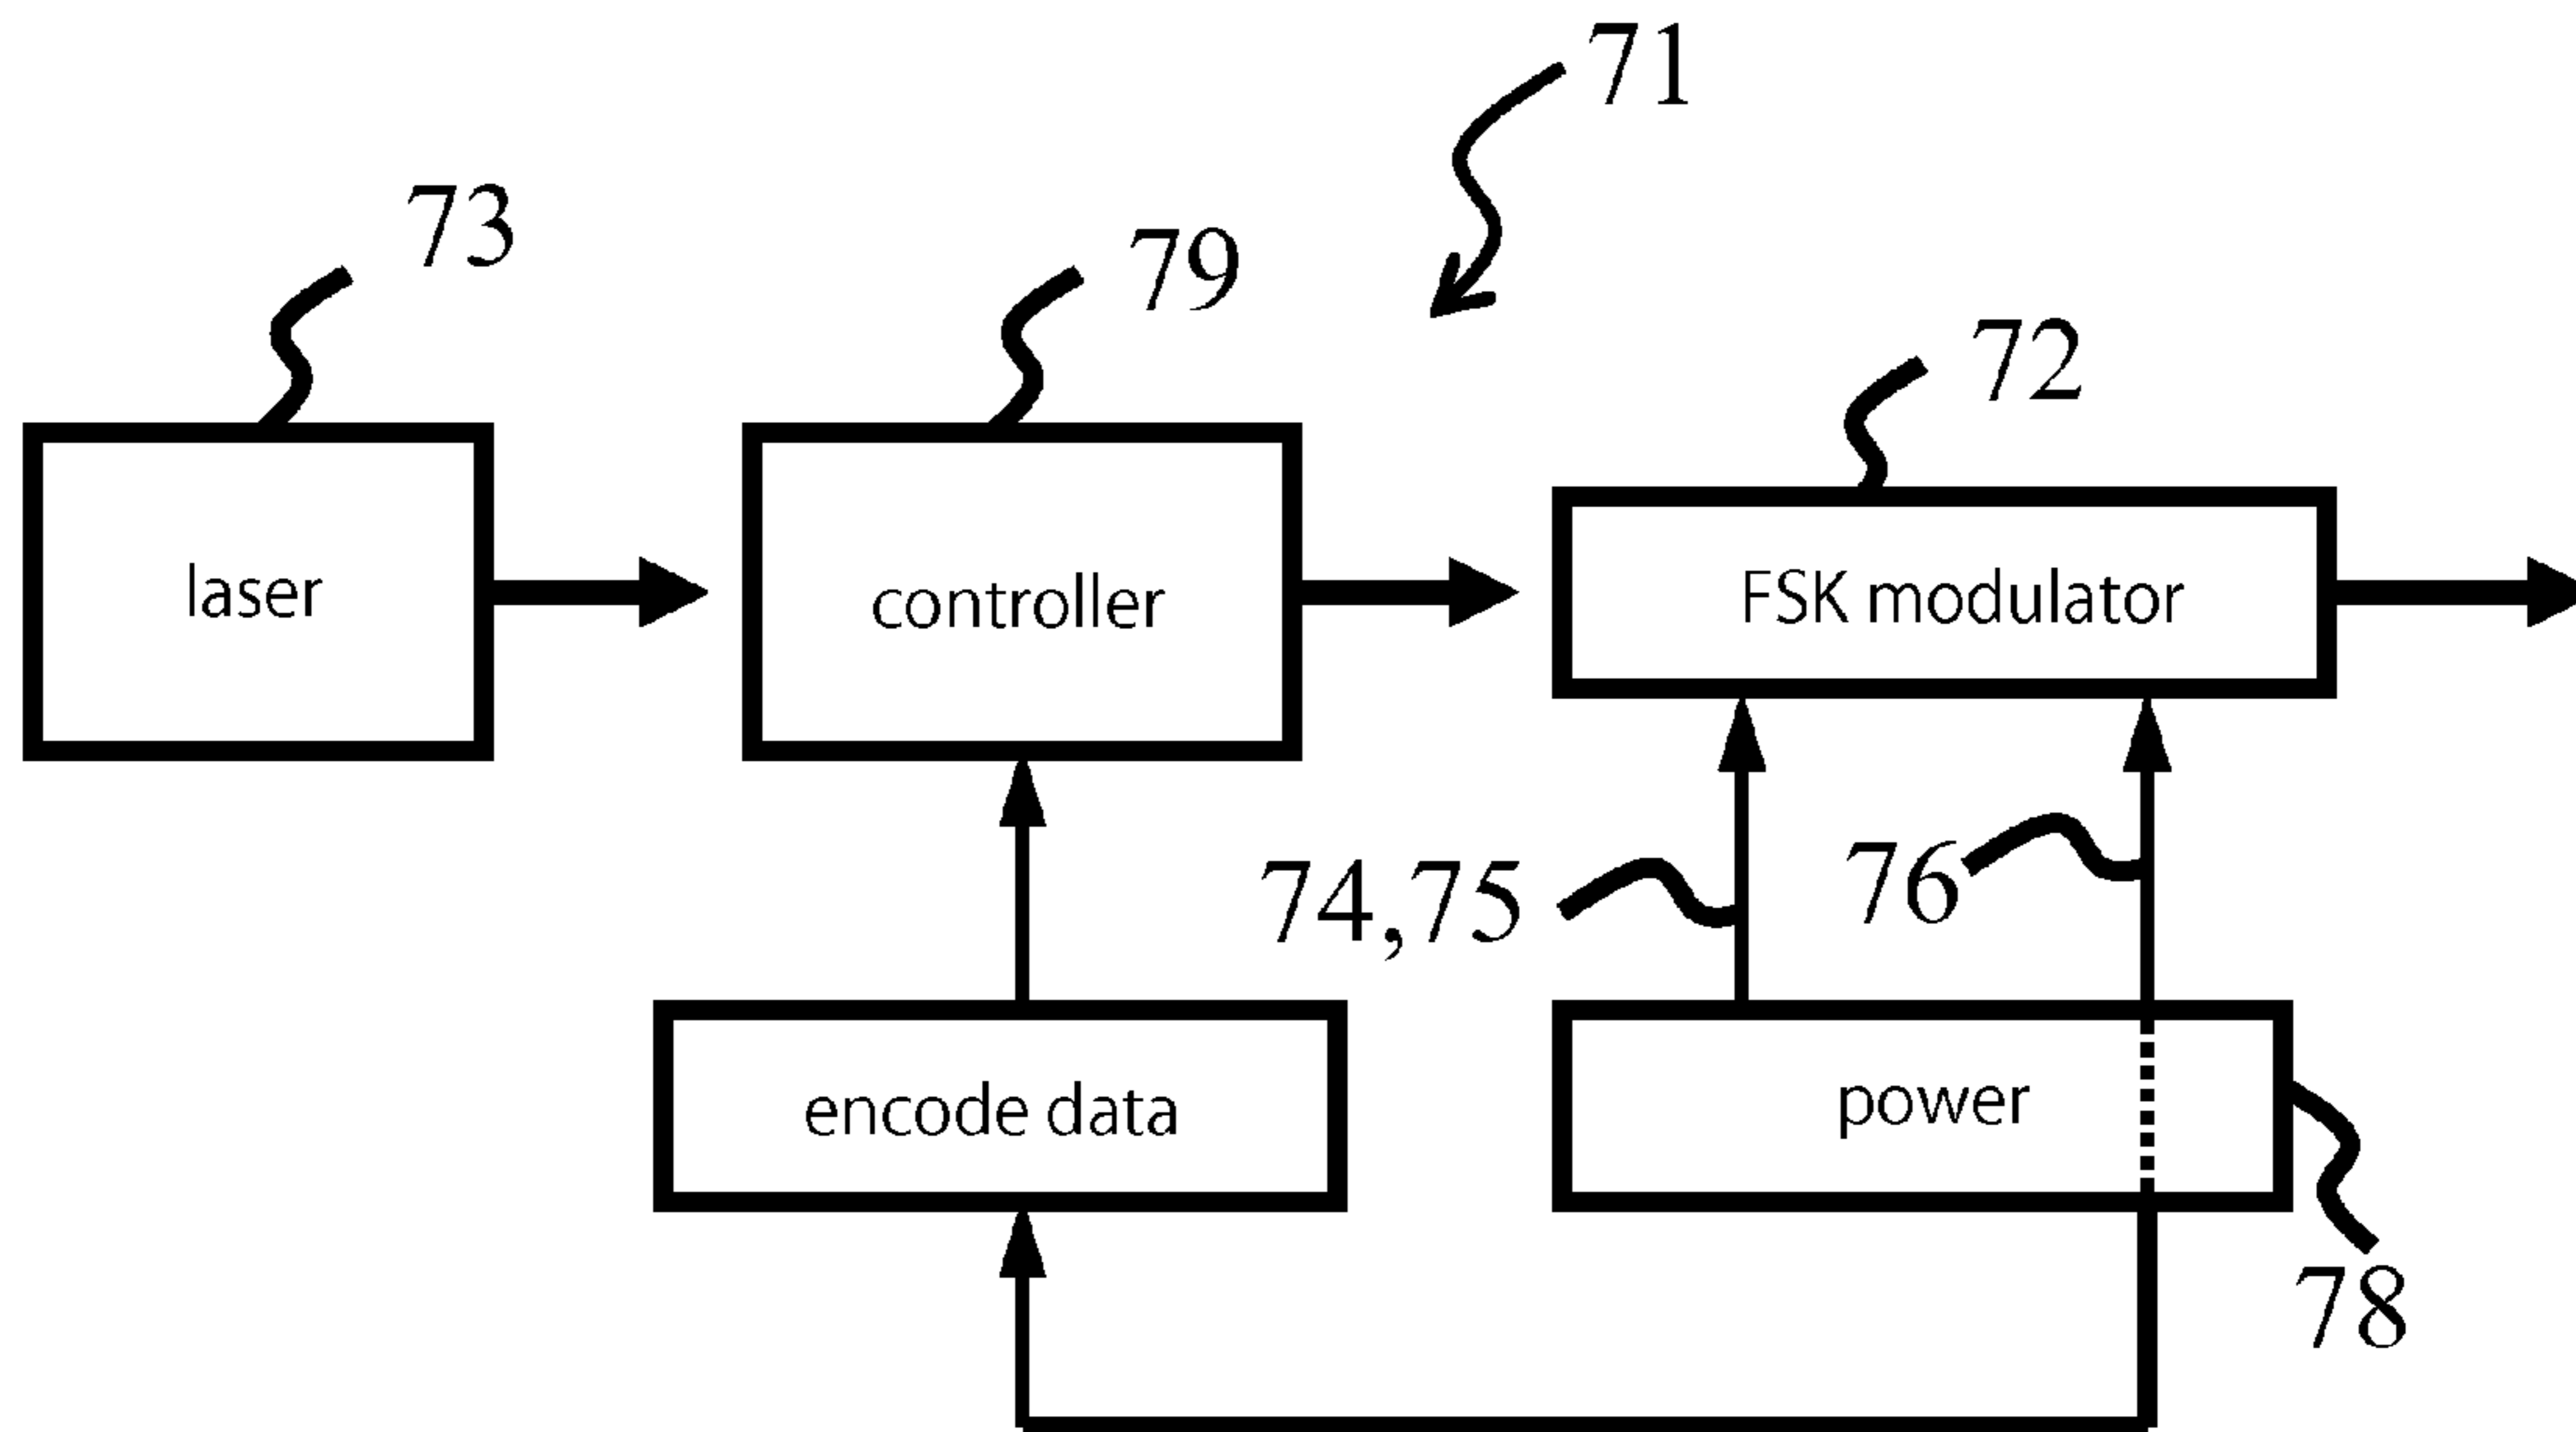 71
73
79
72
laser
controller
FSK modulator
74,75
76
encode data
power
78